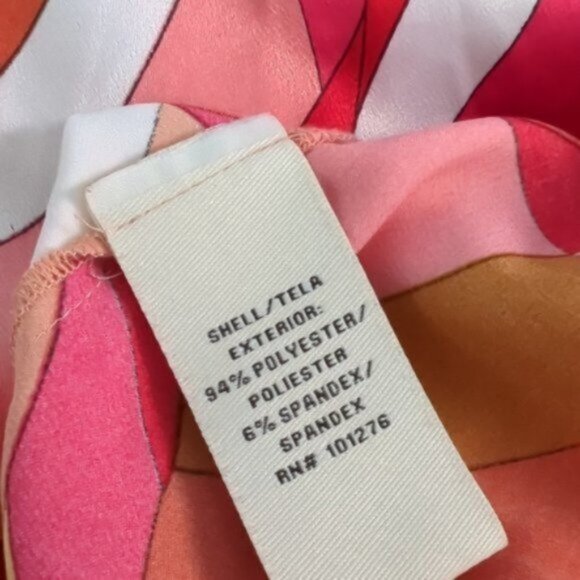 SHELL/TELA
EXTERIOR:
94% POLYESTER/
POLIESTER
6% SPANDEX/
SPANDEX
RN# 101276